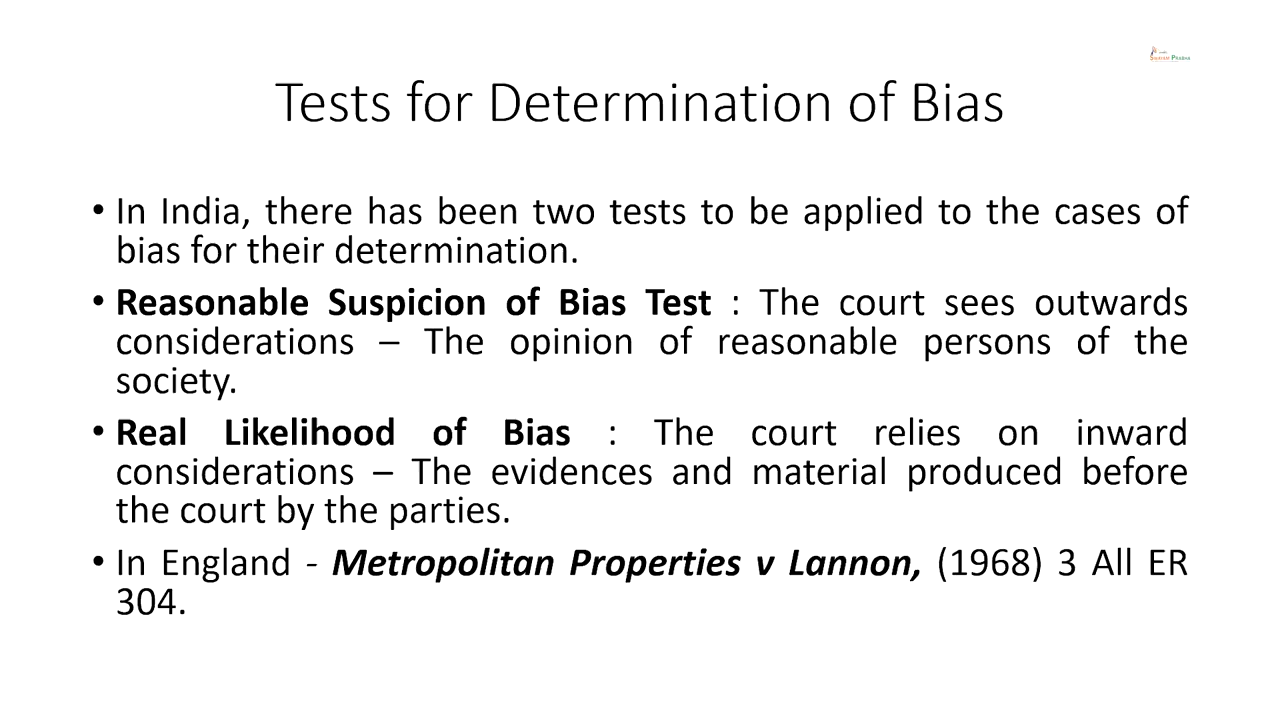 Swayam Prabha
Tests for Determination of Bias
• In India, there has been two tests to be applied to the cases of
bias for their determination.
• Reasonable Suspicion of Bias Test : The court sees outwards
considerations – The opinion of reasonable persons of the
society.
• Real Likelihood of Bias : The court relies on inward
considerations – The evidences and material produced before
the court by the parties.
• In England - Metropolitan Properties v Lannon, (1968) 3 All ER
304.